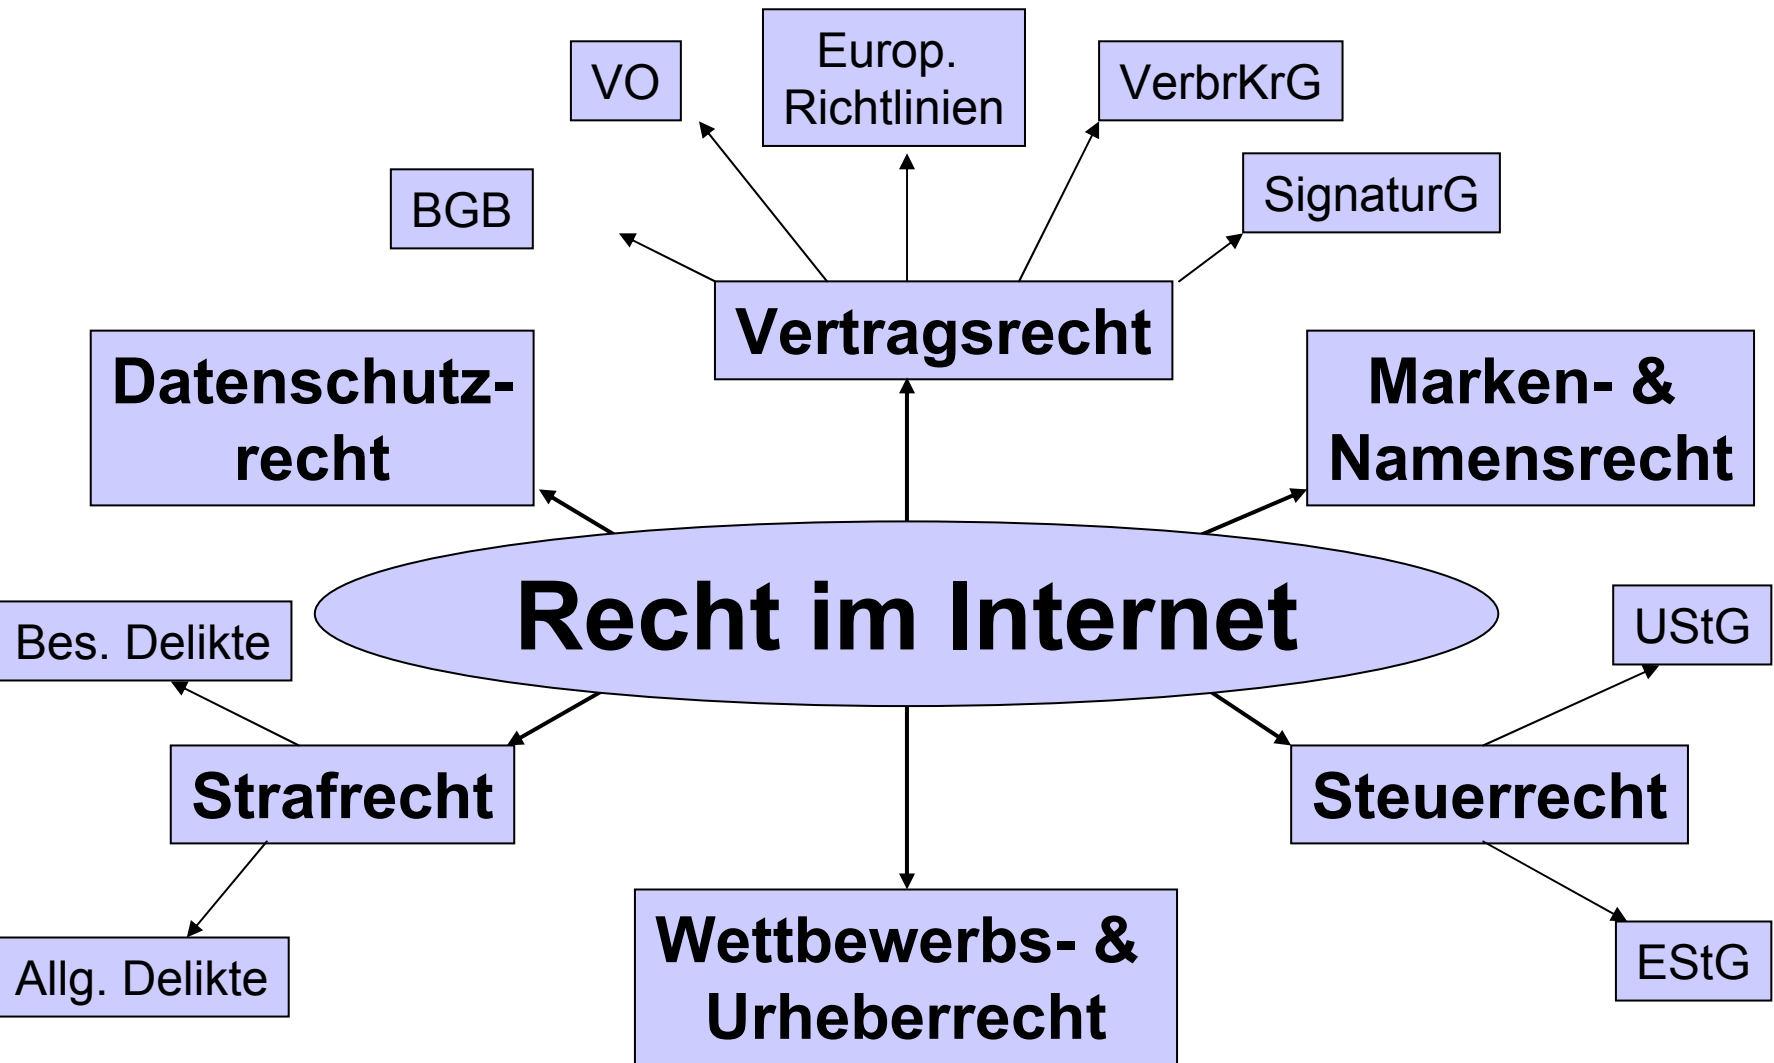 VO
Europ.
Richtlinien
VerbrKrG
BGB
SignaturG
Vertragsrecht
Datenschutz-
recht
Marken- &
Namensrecht
Recht im Internet
Bes. Delikte
UStG
Strafrecht
Steuerrecht
Allg. Delikte
Wettbewerbs- &
Urheberrecht
EStG